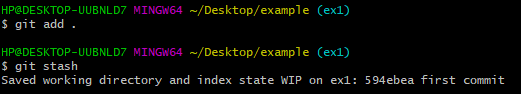 HP@DESKTOP-UUBNLD7 MINGW64 ~/Desktop/example (ex1)
$ git add .
HP@DESKTOP-UUBNLD7 MINGW64 ~/Desktop/example (ex1)
$ git stash
Saved working directory and index state WIP on ex1: 594ebea first commit